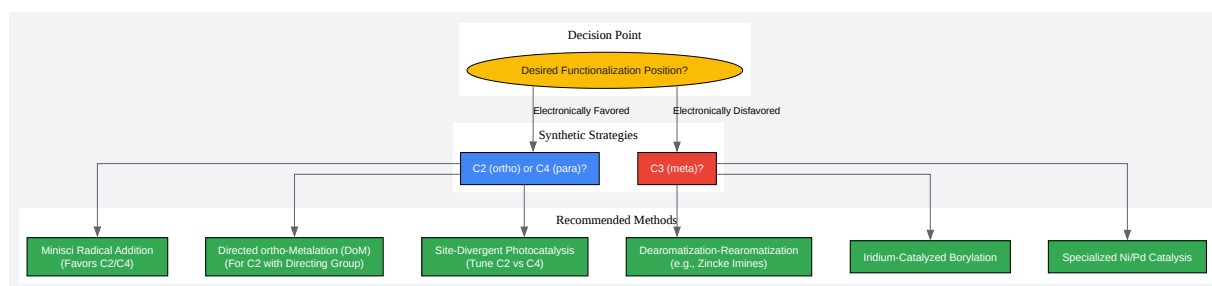 Decision Point
Desired Functionalization Position?
Electronically Favored
Electronically Disfavored
Synthetic Strategies
C2 (ortho) or C4 (para)?
C3 (meta)?
Recommended Methods
Minisci Radical Addition
(Favors C2/C4)
Directed ortho-Metalation (DoM)
(For C2 with Directing Group)
Site-Divergent Photocatalysis
(Tune C2 vs C4)
Dearomatization-Rearomatization
(e.g., Zincke Imines)
Iridium-Catalyzed Borylation
Specialized Ni/Pd Catalysis